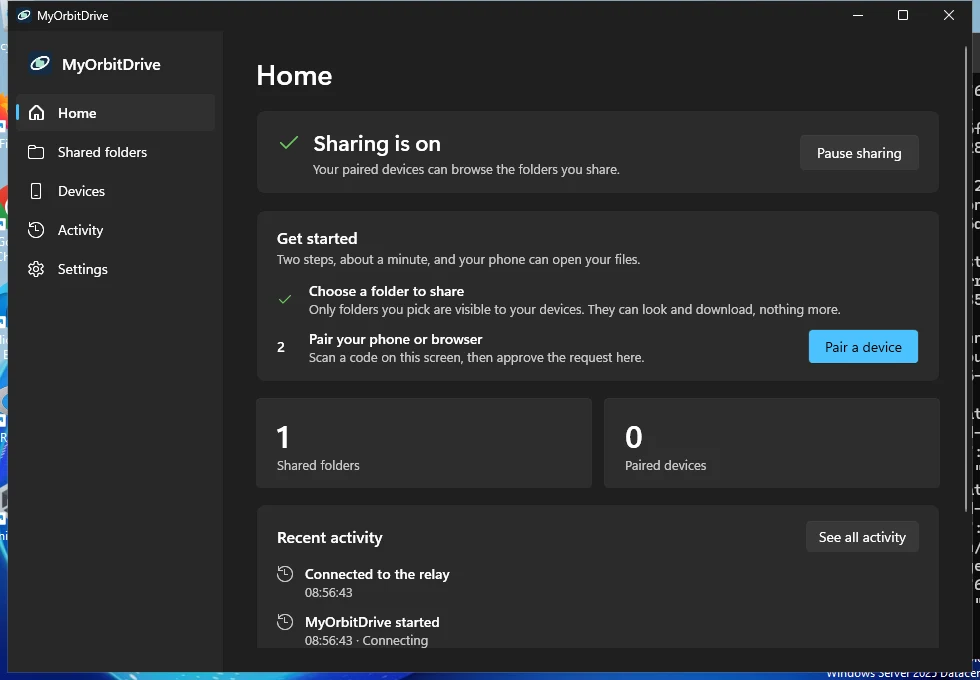 MyOrbitDrive
MyOrbitDrive
Home
Shared folders
Devices
Activity
Settings
Home
Sharing is on
Your paired devices can browse the folders you share.
Pause sharing
Get started
Two steps, about a minute, and your phone can open your files.
Choose a folder to share
Only folders you pick are visible to your devices. They can look and download, nothing more.
2
Pair your phone or browser
Scan a code on this screen, then approve the request here.
Pair a device
1
Shared folders
0
Paired devices
Recent activity
See all activity
Connected to the relay
08:56:43
MyOrbitDrive started
08:56:43 · Connecting
Windows Server 2025 Datacen